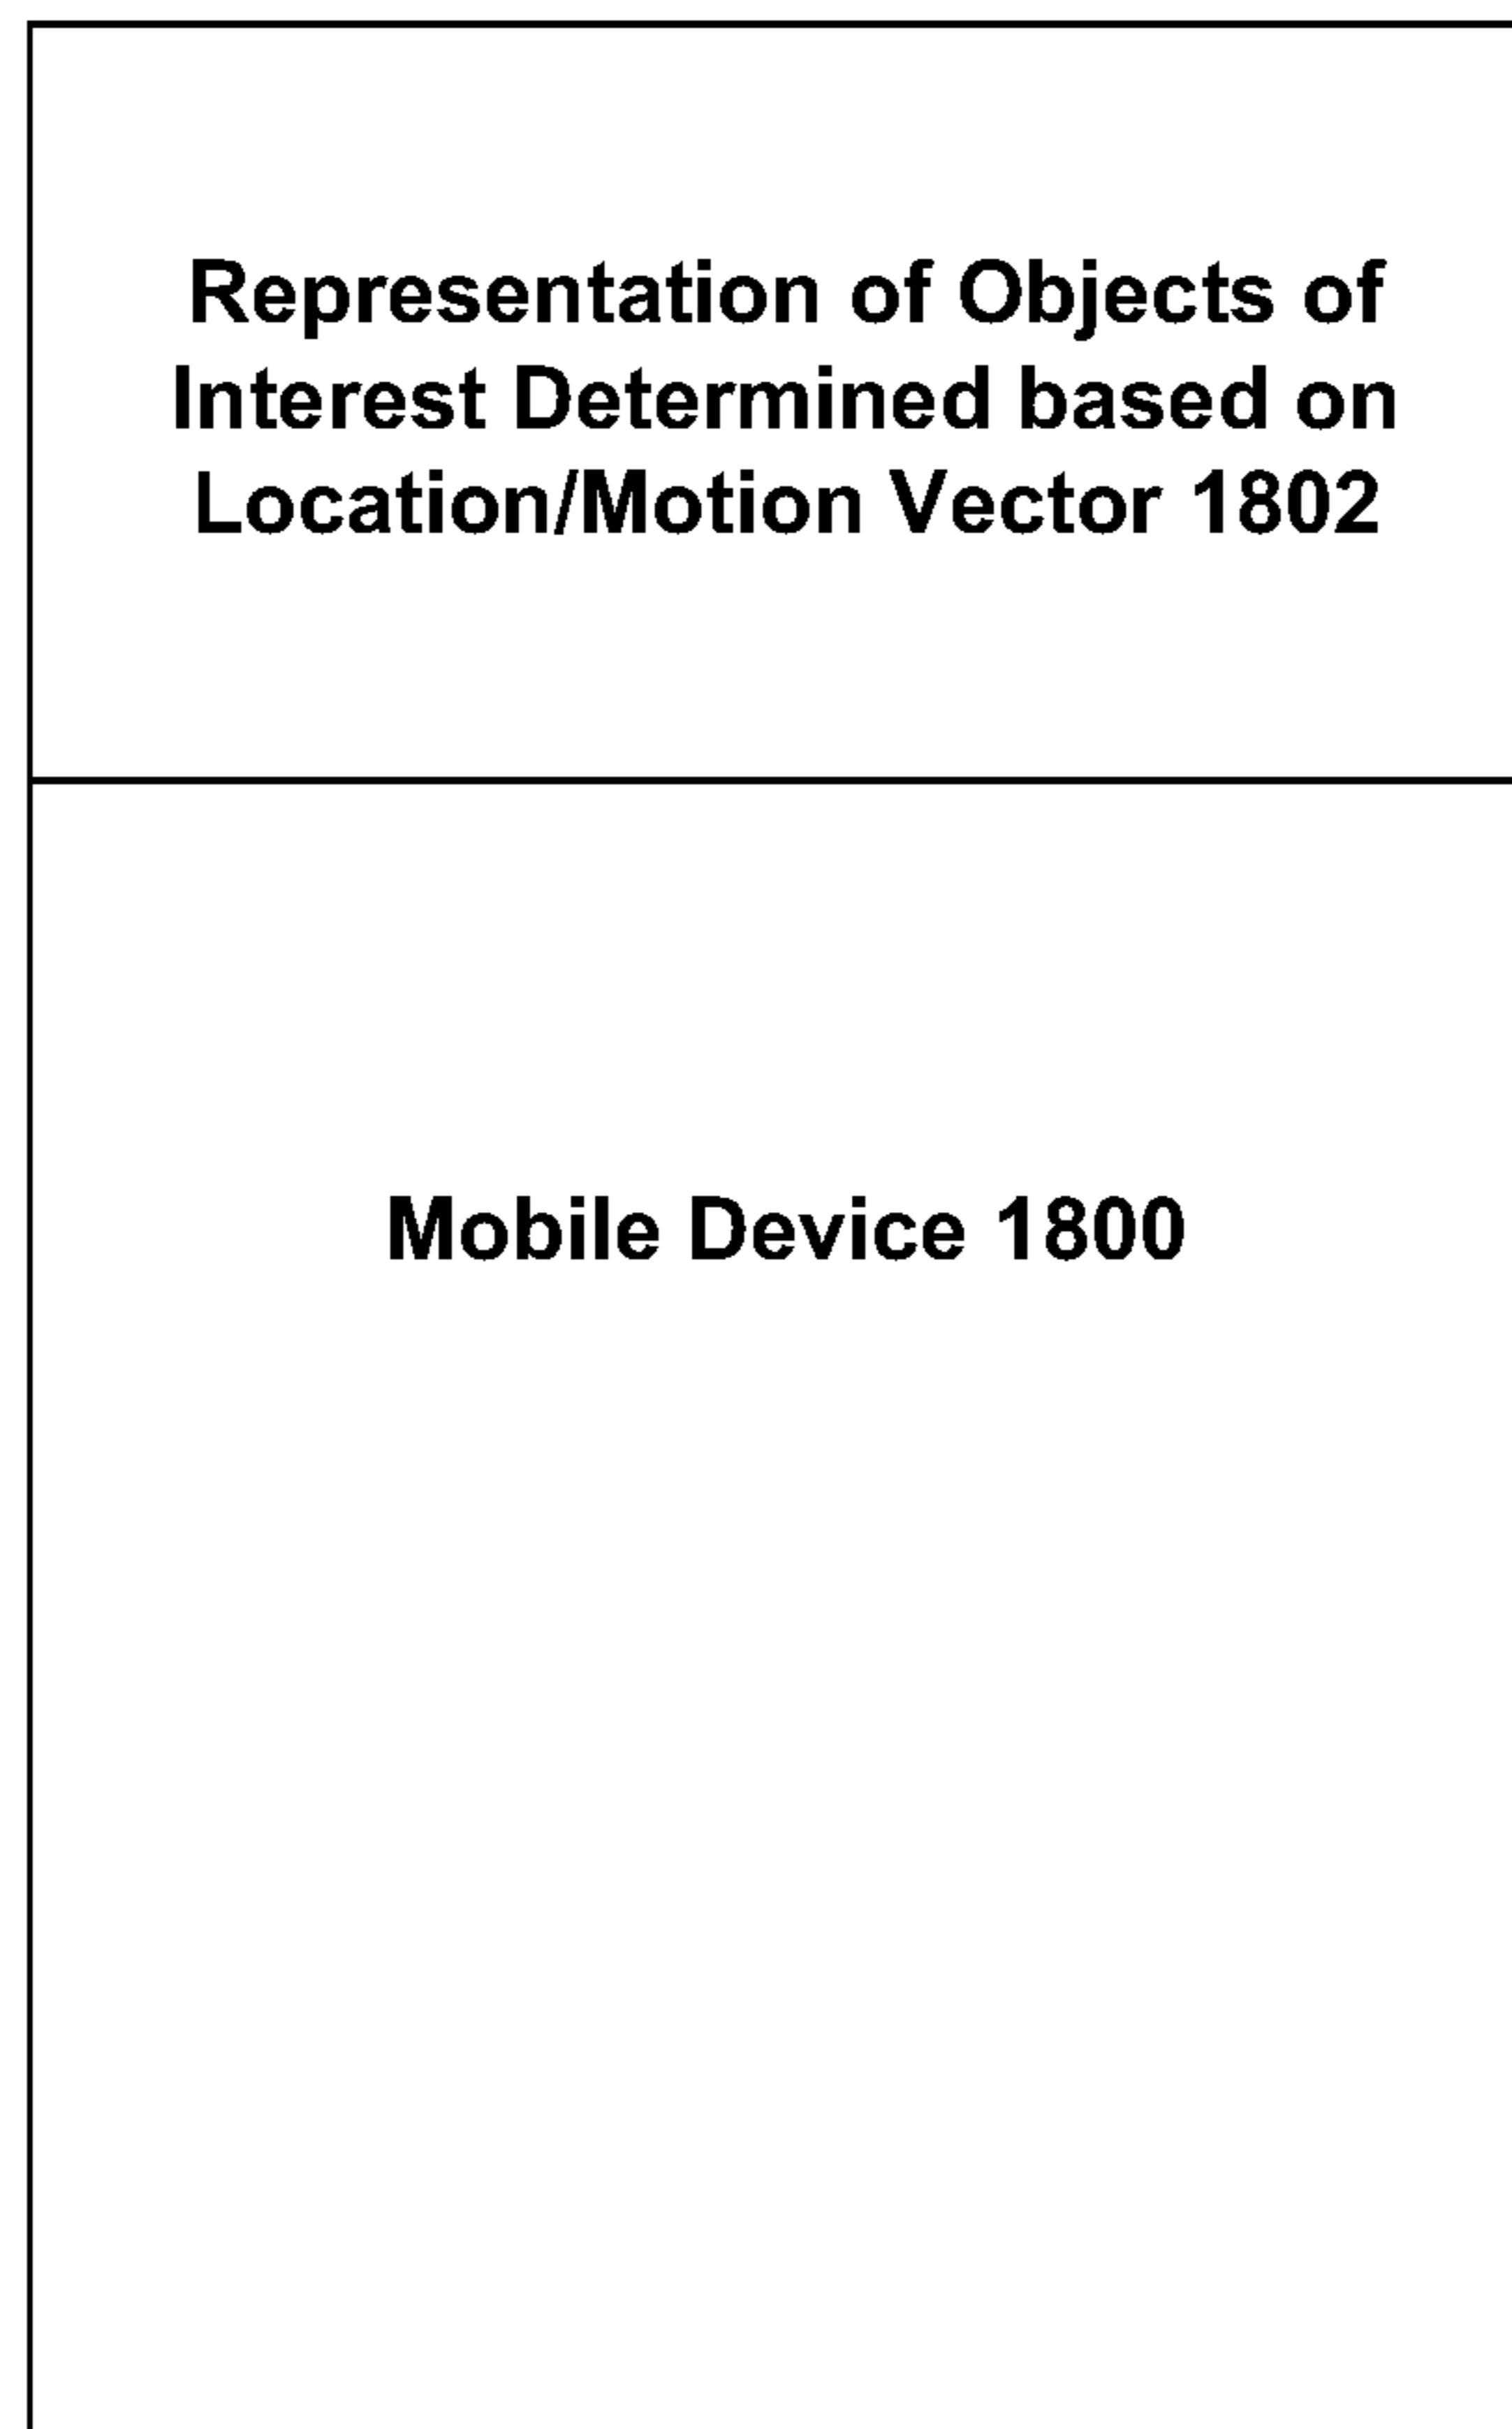 Representation of Objects of
Interest Determined based on
Location/Motion Vector 1802
Mobile Device 1800